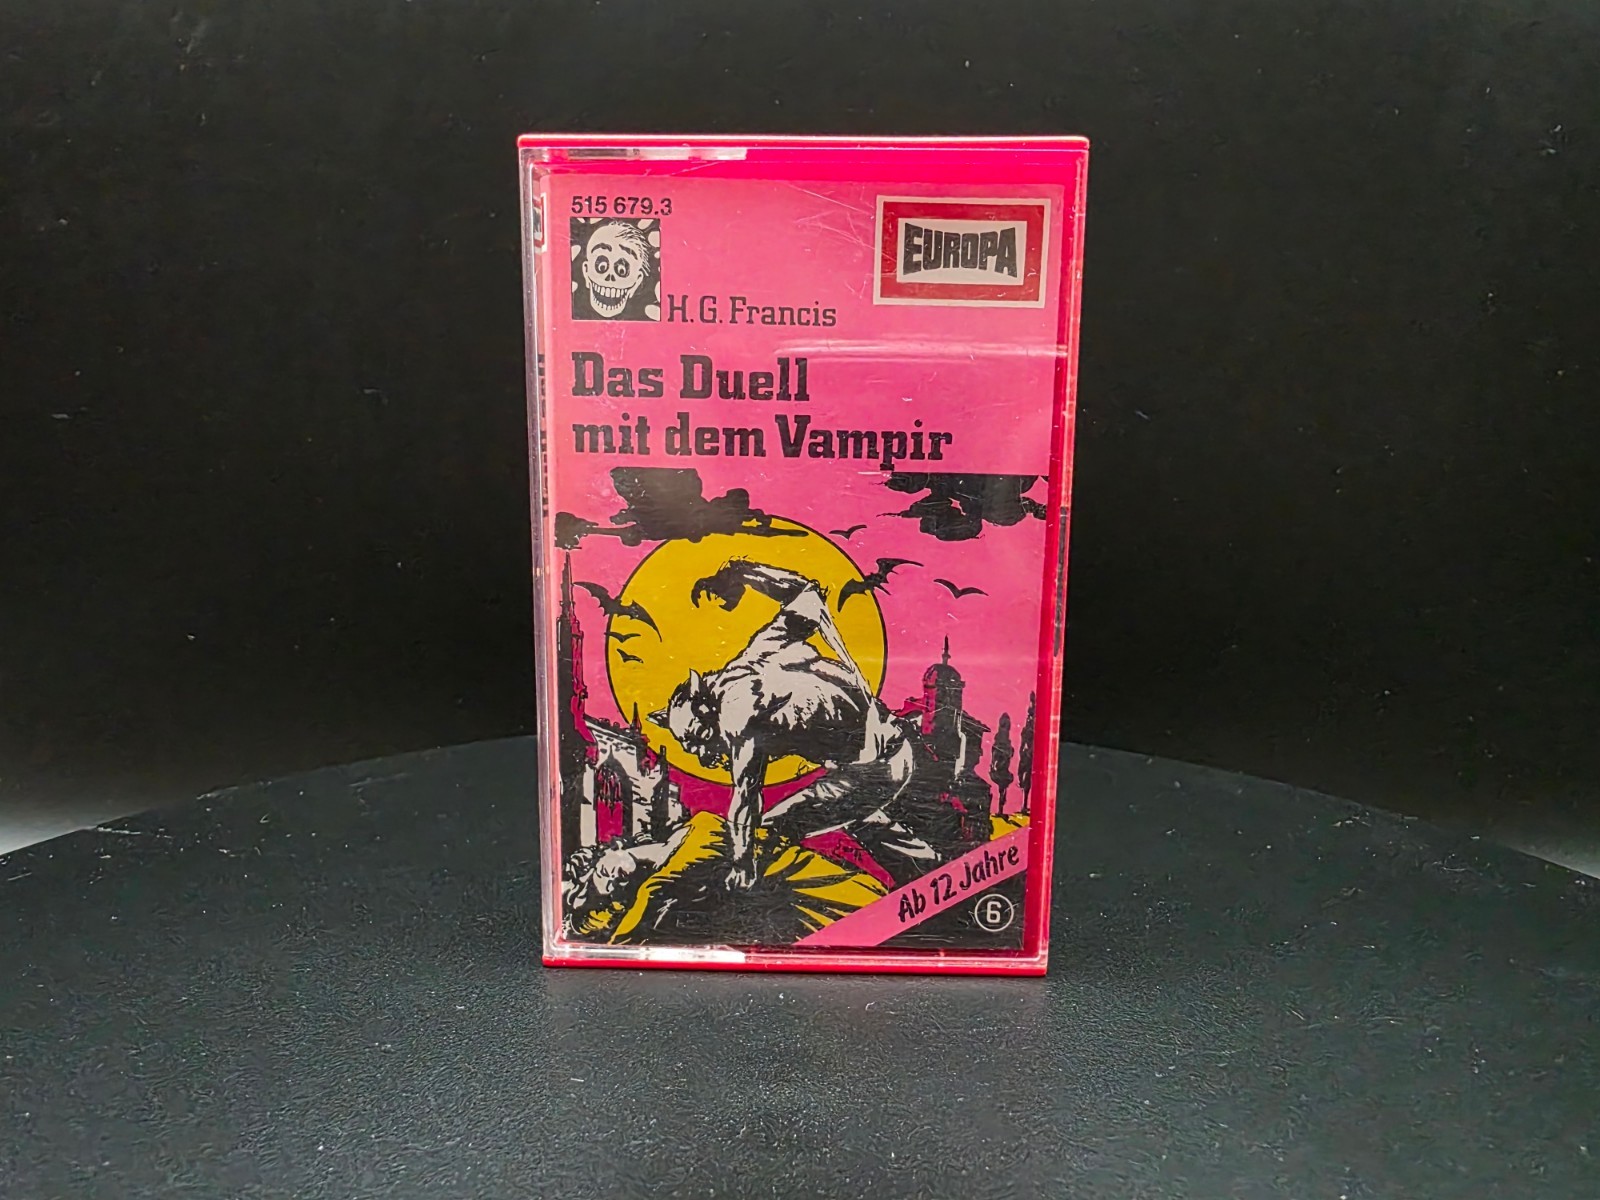 515 679.3
EUROPA
H.G. Francis
Das Duell
mit dem Vampir
Ab 12 Jahre
6